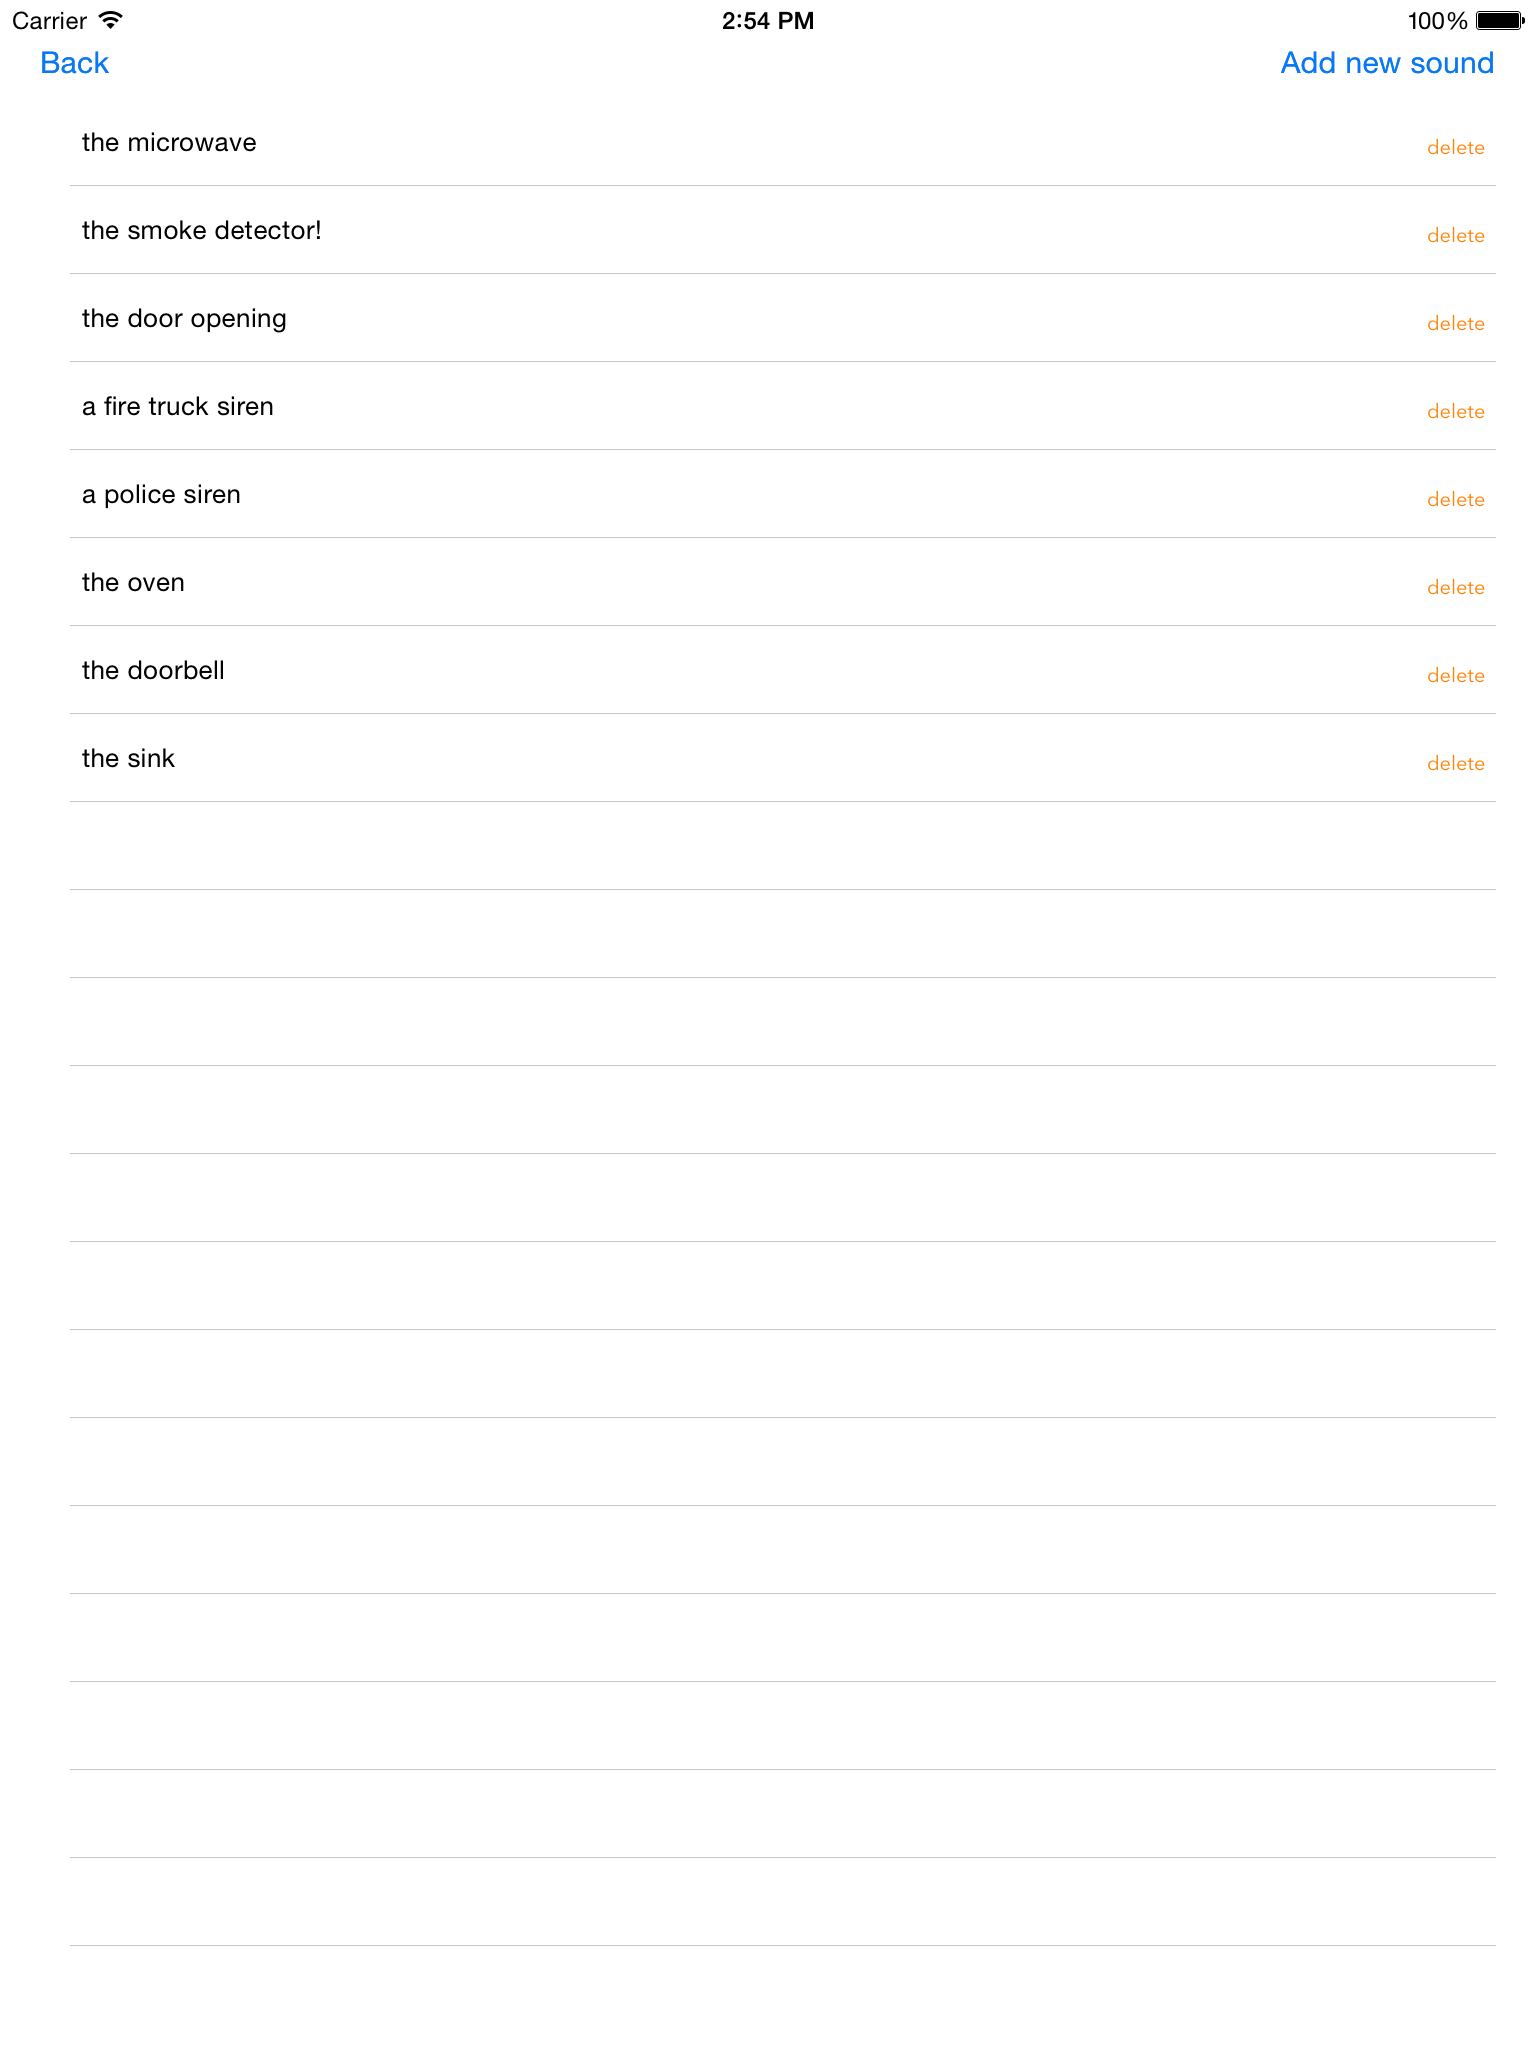 Carrier 2:54 PM 100%
Back Add new sound
the microwave delete
the smoke detector! delete
the door opening delete
a fire truck siren delete
a police siren delete
the oven delete
the doorbell delete
the sink delete